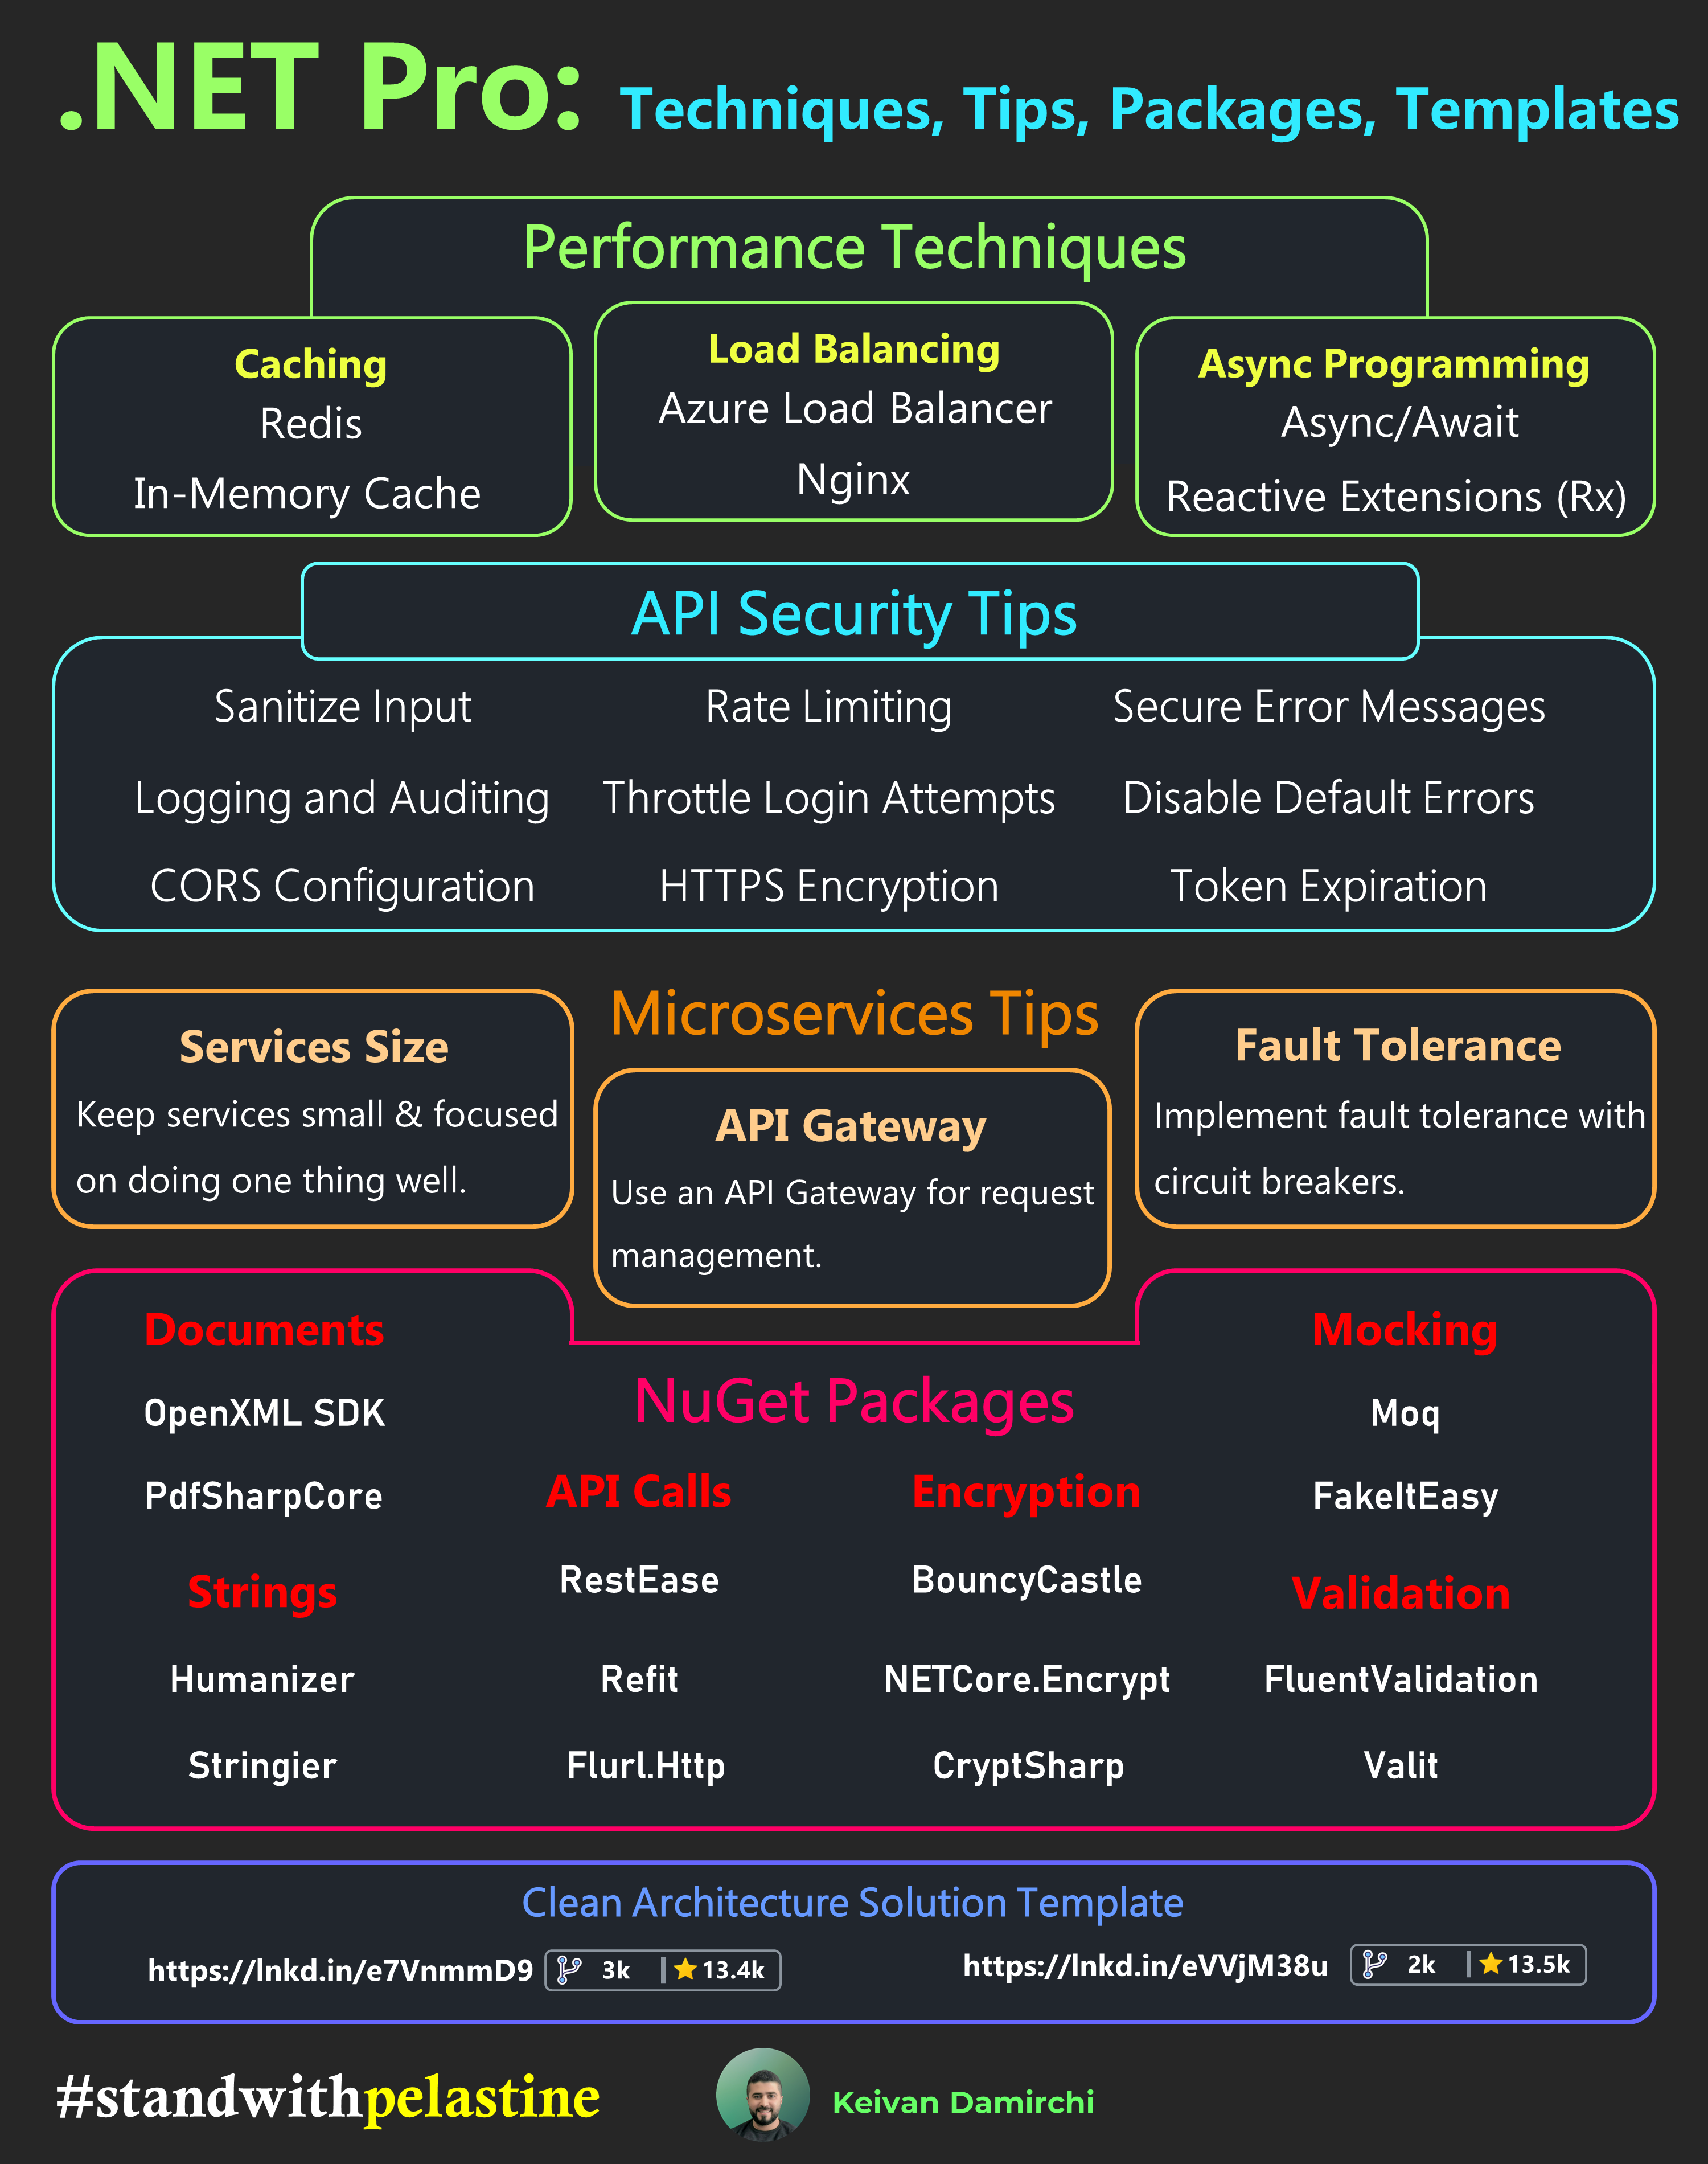 .NET Pro: Techniques, Tips, Packages, Templates
Performance Techniques
Caching
Redis
In-Memory Cache
Load Balancing
Azure Load Balancer
Nginx
Async Programming
Async/Await
Reactive Extensions (Rx)
API Security Tips
Sanitize Input
Rate Limiting
Secure Error Messages
Logging and Auditing
Throttle Login Attempts
Disable Default Errors
CORS Configuration
HTTPS Encryption
Token Expiration
Microservices Tips
Services Size
Keep services small & focused
on doing one thing well.
API Gateway
Use an API Gateway for request
management.
Fault Tolerance
Implement fault tolerance with
circuit breakers.
NuGet Packages
Documents
OpenXML SDK
PdfSharpCore
Strings
Humanizer
Stringier
API Calls
RestEase
Refit
Flurl.Http
Encryption
BouncyCastle
NETCore.Encrypt
CryptSharp
Mocking
Moq
FakeItEasy
Validation
FluentValidation
Valit
Clean Architecture Solution Template
https://lnkd.in/e7VnmmD9 3k | 13.4k
https://lnkd.in/eVVjM38u 2k | 13.5k
#standwithpelastine
Keivan Damirchi